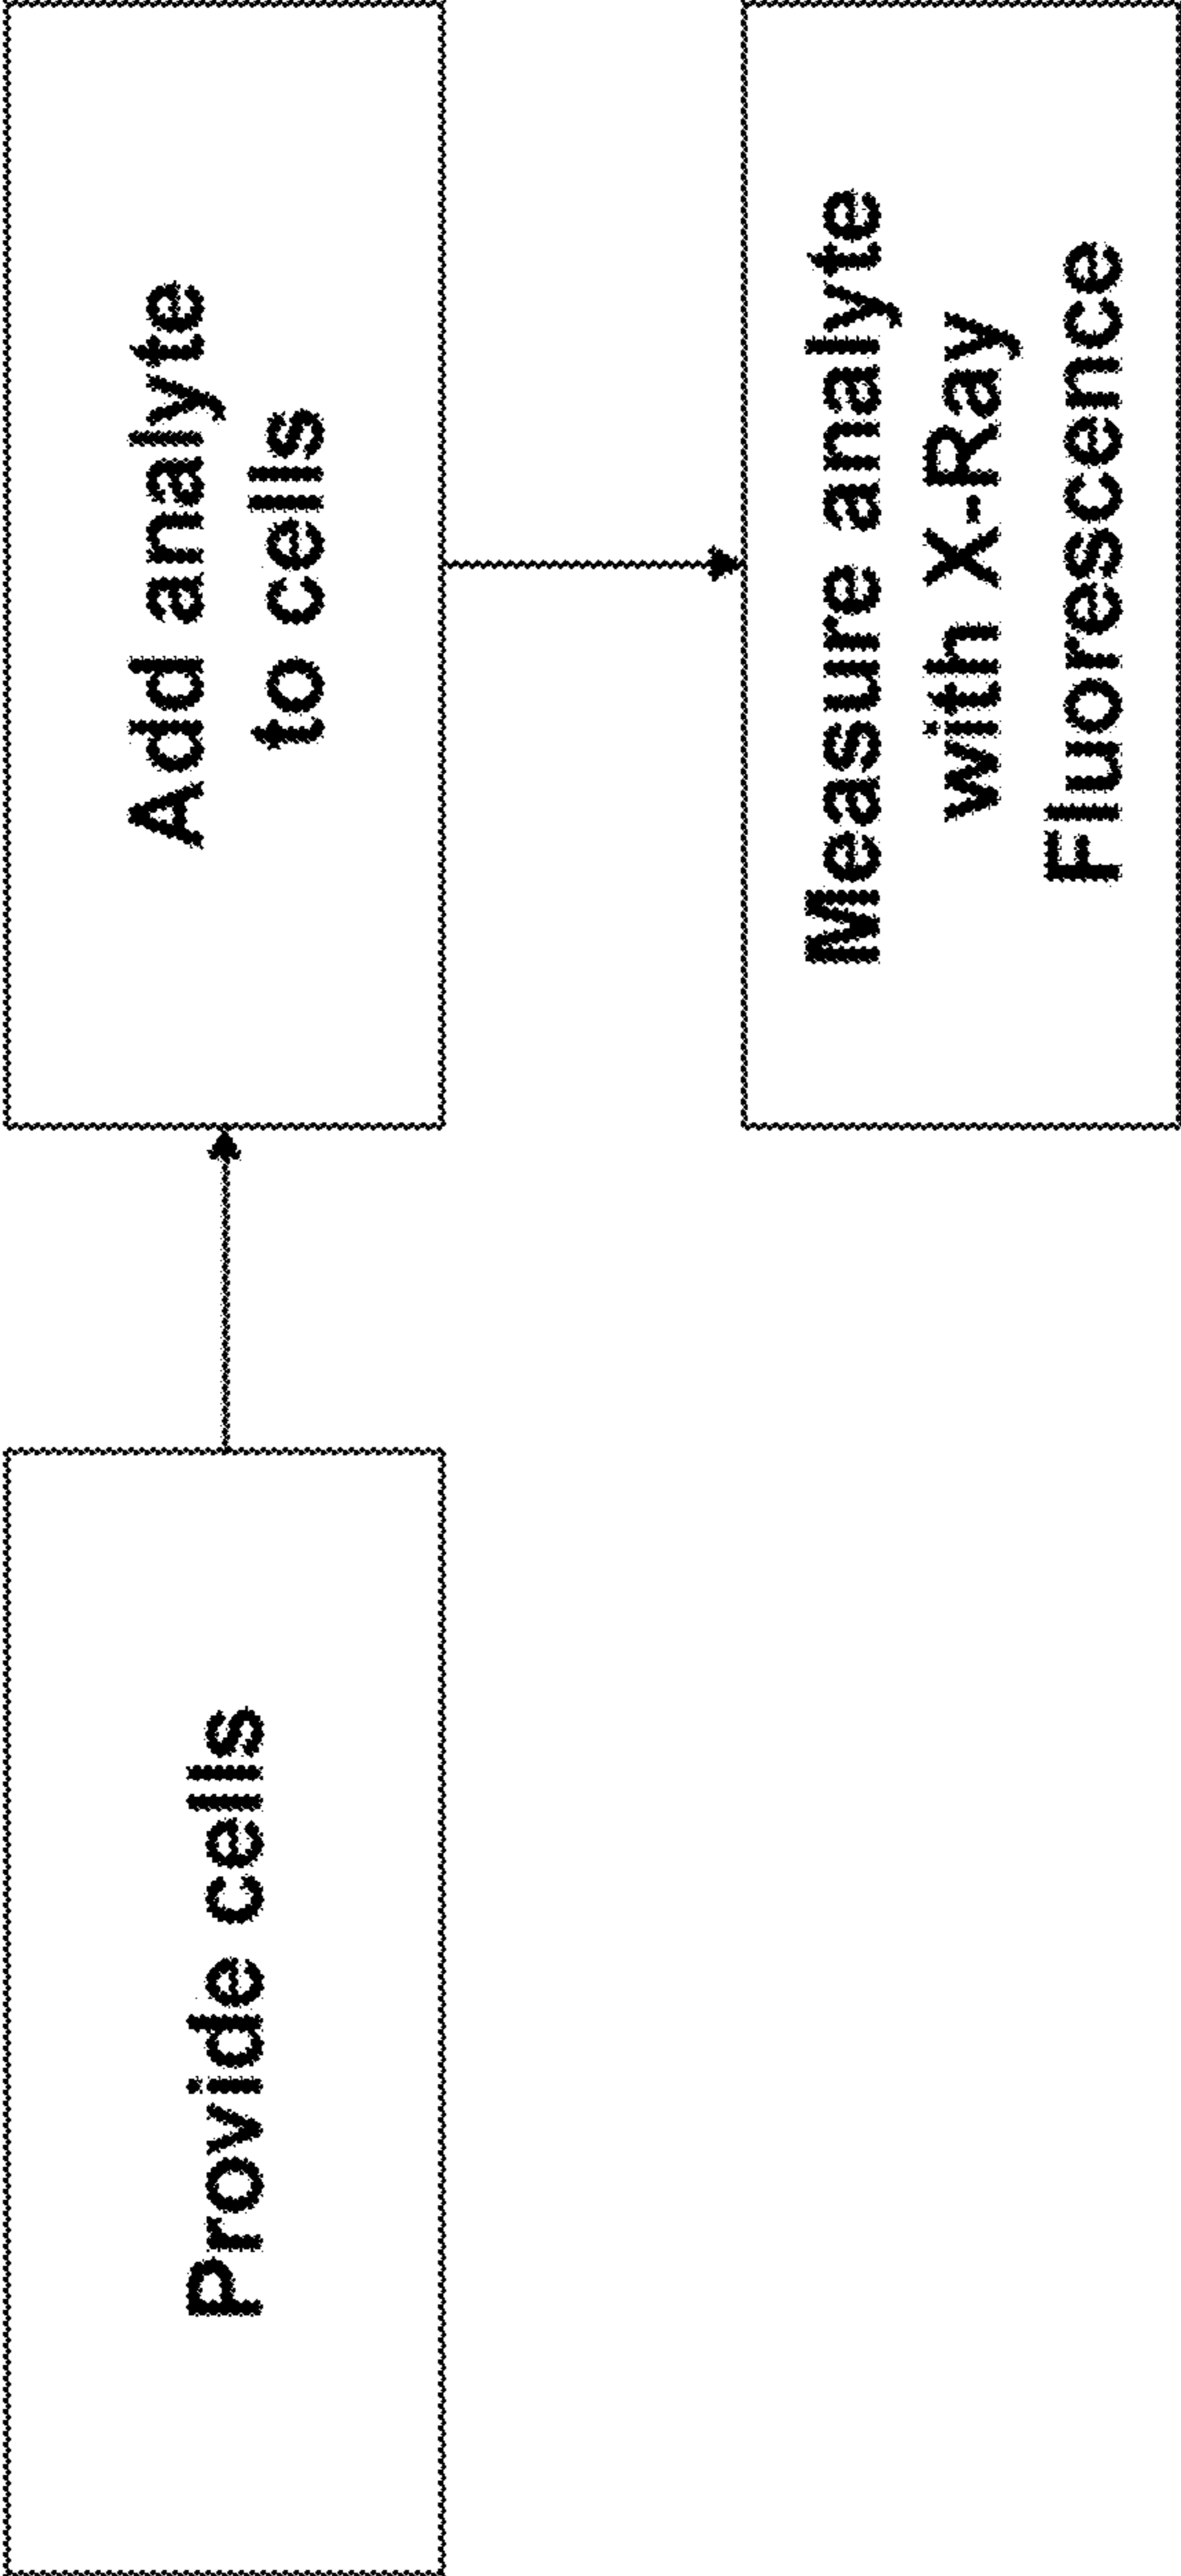 Provide cells
Add analyte
to cells
Measure analyte
with X-Ray
Fluorescence